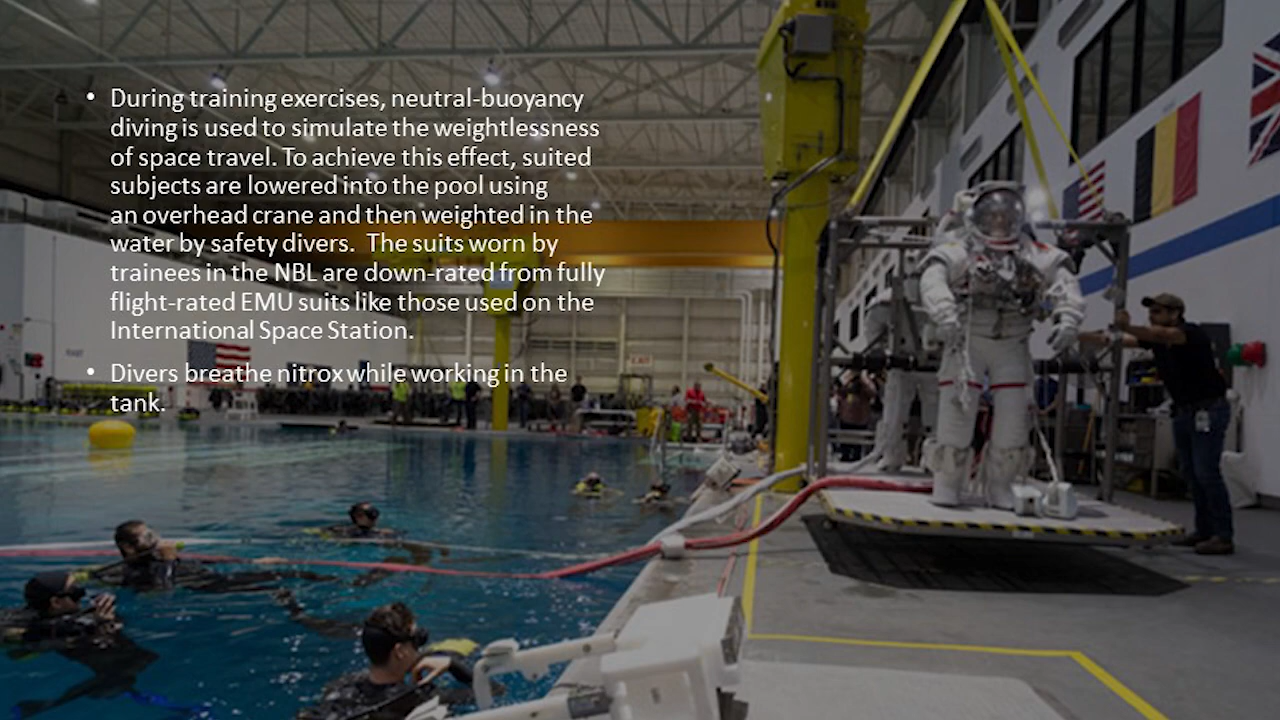 • During training exercises, neutral-buoyancy
diving is used to simulate the weightlessness
of space travel. To achieve this effect, suited
subjects are lowered into the pool using
an overhead crane and then weighted in the
water by safety divers.  The suits worn by
trainees in the NBL are down-rated from fully
flight-rated EMU suits like those used on the
International Space Station.
• Divers breathe nitrox while working in the
tank.
EAST
EXIT